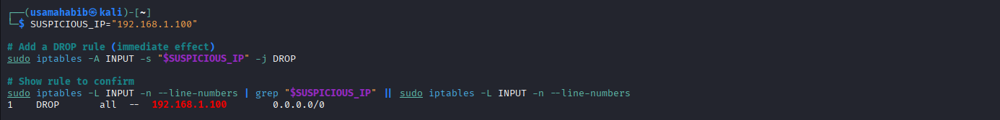 ┌──(usamahabib㉿kali)-[~]
└─$ SUSPICIOUS_IP="192.168.1.100"
# Add a DROP rule (immediate effect)
sudo iptables -A INPUT -s "$SUSPICIOUS_IP" -j DROP
# Show rule to confirm
sudo iptables -L INPUT -n --line-numbers | grep "$SUSPICIOUS_IP" || sudo iptables -L INPUT -n --line-numbers
1    DROP       all  --  192.168.1.100        0.0.0.0/0